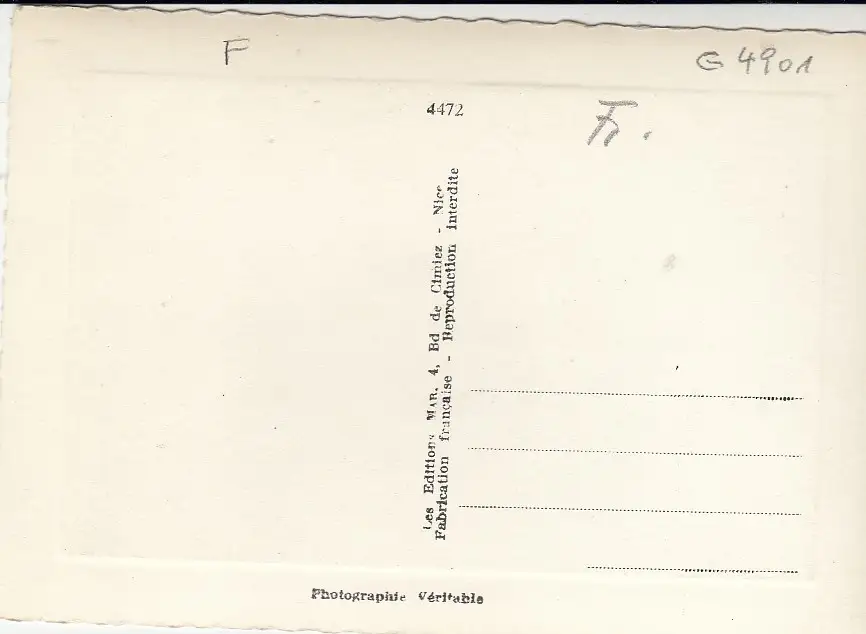 F
G 4901
4472
Fr.
Les Editions MAR. 4, Bd de Cimiez - Nice
Fabrication française - Reproduction interdite
Photographie Véritable